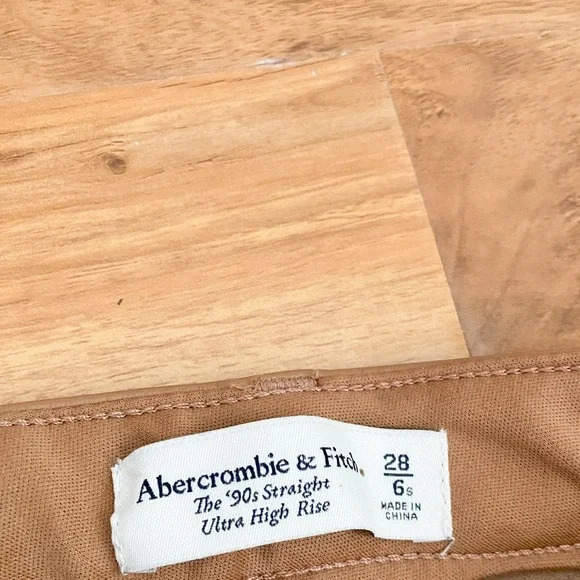 Abercrombie & Fitch
The '90s Straight
Ultra High Rise
28
6s
MADE IN
CHINA